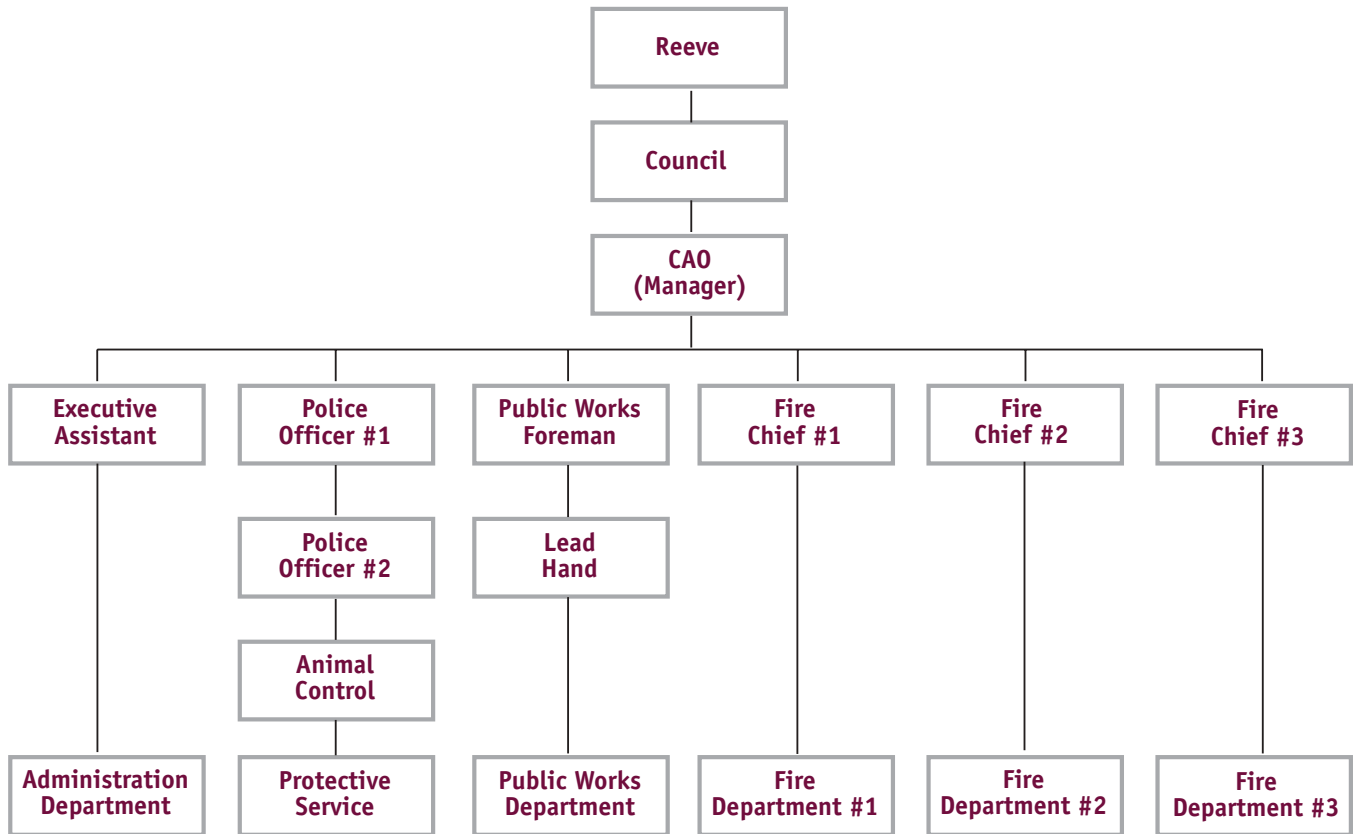 Reeve
Council
CAO
(Manager)
Executive
Assistant
Police
Officer #1
Public Works
Foreman
Fire
Chief #1
Fire
Chief #2
Fire
Chief #3
Police
Officer #2
Lead
Hand
Animal
Control
Administration
Department
Protective
Service
Public Works
Department
Fire
Department #1
Fire
Department #2
Fire
Department #3